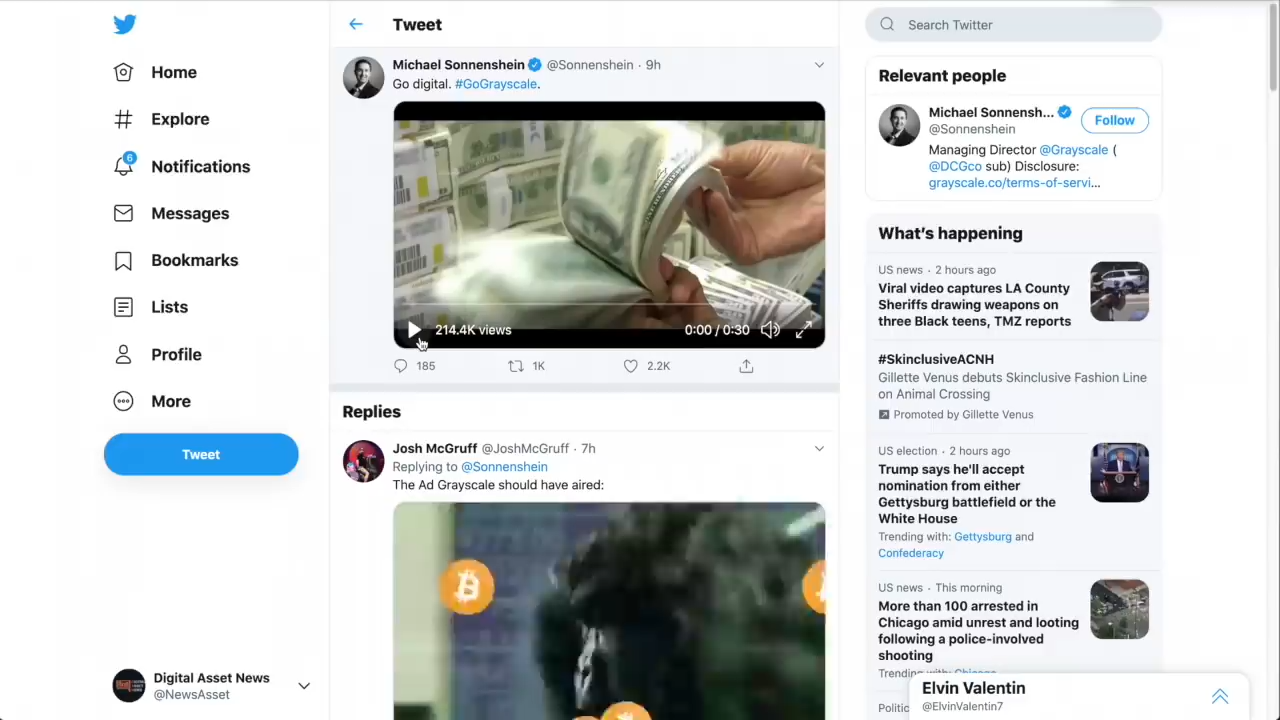 Home
Explore
6
Notifications
Messages
Bookmarks
Lists
Profile
More
Tweet
Digital Asset News
@NewsAsset
Tweet
Michael Sonnenshein @Sonnenshein · 9h
Go digital. #GoGrayscale.
214.4K views
0:00 / 0:30
185
1K
2.2K
Replies
Josh McGruff @JoshMcGruff · 7h
Replying to @Sonnenshein
The Ad Grayscale should have aired:
Search Twitter
Relevant people
Michael Sonnensh...
@Sonnenshein
Follow
Managing Director @Grayscale (
@DCGco sub) Disclosure:
grayscale.co/terms-of-servi...
What's happening
US news · 2 hours ago
Viral video captures LA County
Sheriffs drawing weapons on
three Black teens, TMZ reports
#SkinclusiveACNH
Gillette Venus debuts Skinclusive Fashion Line
on Animal Crossing
Promoted by Gillette Venus
US election · 2 hours ago
Trump says he'll accept
nomination from either
Gettysburg battlefield or the
White House
Trending with: Gettysburg and
Confederacy
US news · This morning
More than 100 arrested in
Chicago amid unrest and looting
following a police-involved
shooting
Trending with: Chicago
Politic
Elvin Valentin
@ElvinValentin7